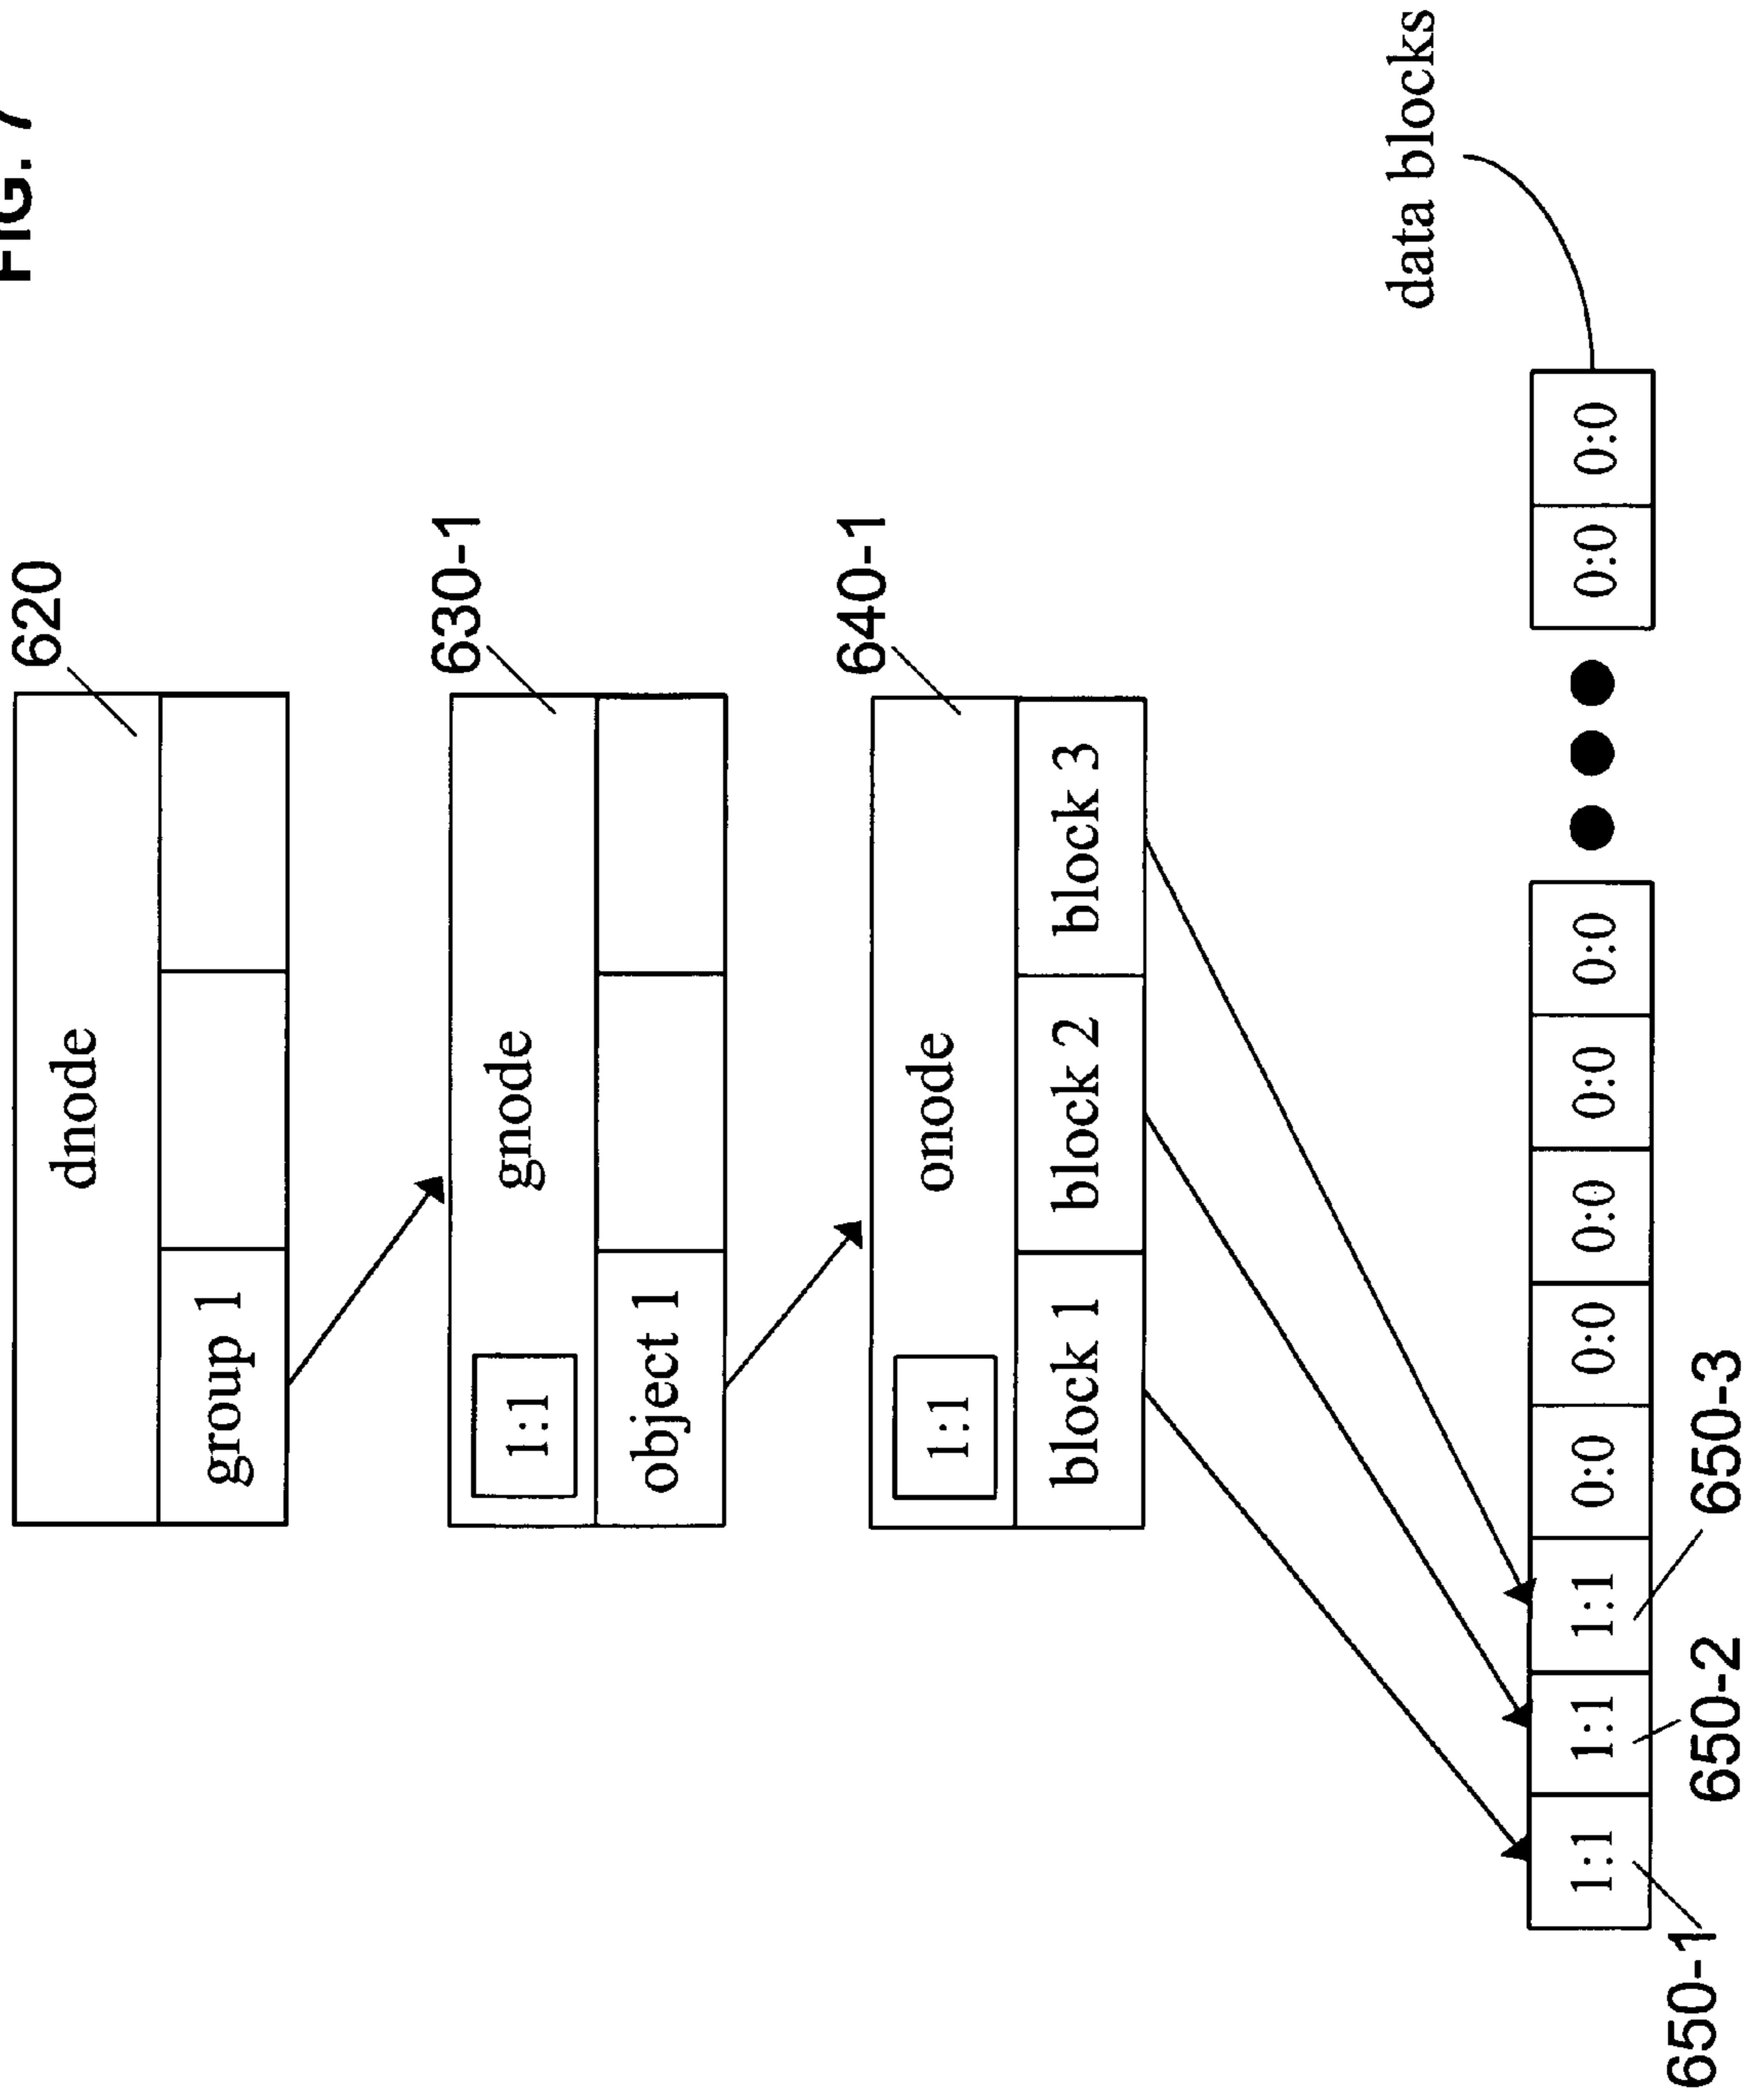 FIG. 7
620
dnode
group 1
630-1
gnode
1:1
object 1
640-1
onode
1:1
block 1 block 2 block 3
data blocks
1:1 1:1 1:1 0:0 0:0 0:0 0:0 0:0 0:0 0:0
650-1 650-2 650-3